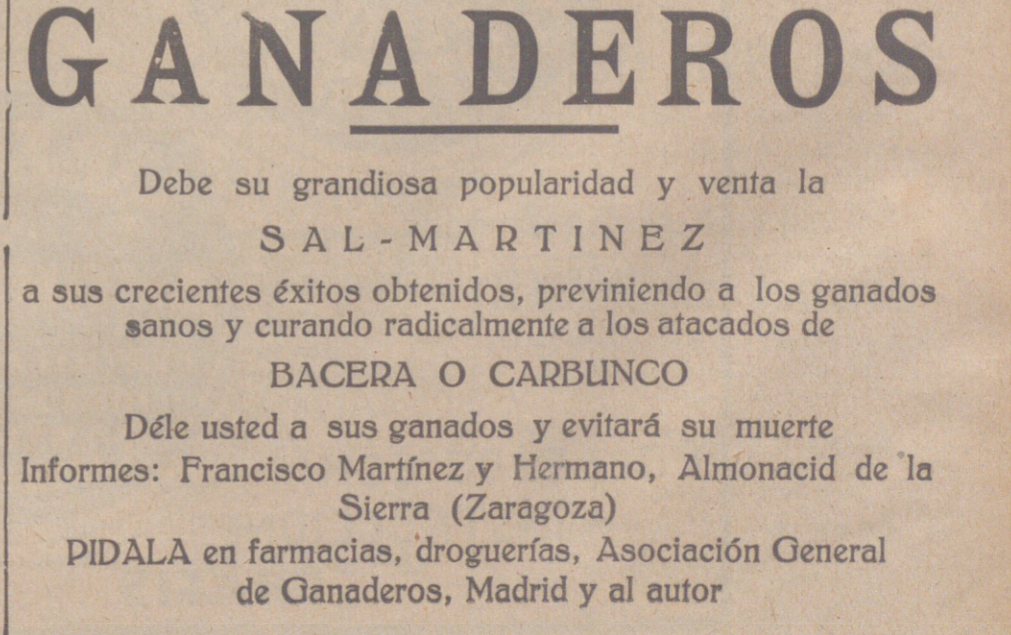 GANADEROS
Debe su grandiosa popularidad y venta la
SAL-MARTINEZ
a sus crecientes éxitos obtenidos, previniendo a los ganados
sanos y curando radicalmente a los atacados de
BACERA O CARBUNCO
Déle usted a sus ganados y evitará su muerte
Informes: Francisco Martínez y Hermano, Almonacid de la
Sierra (Zaragoza)
PIDALA en farmacias, droguerías, Asociación General
de Ganaderos, Madrid y al autor